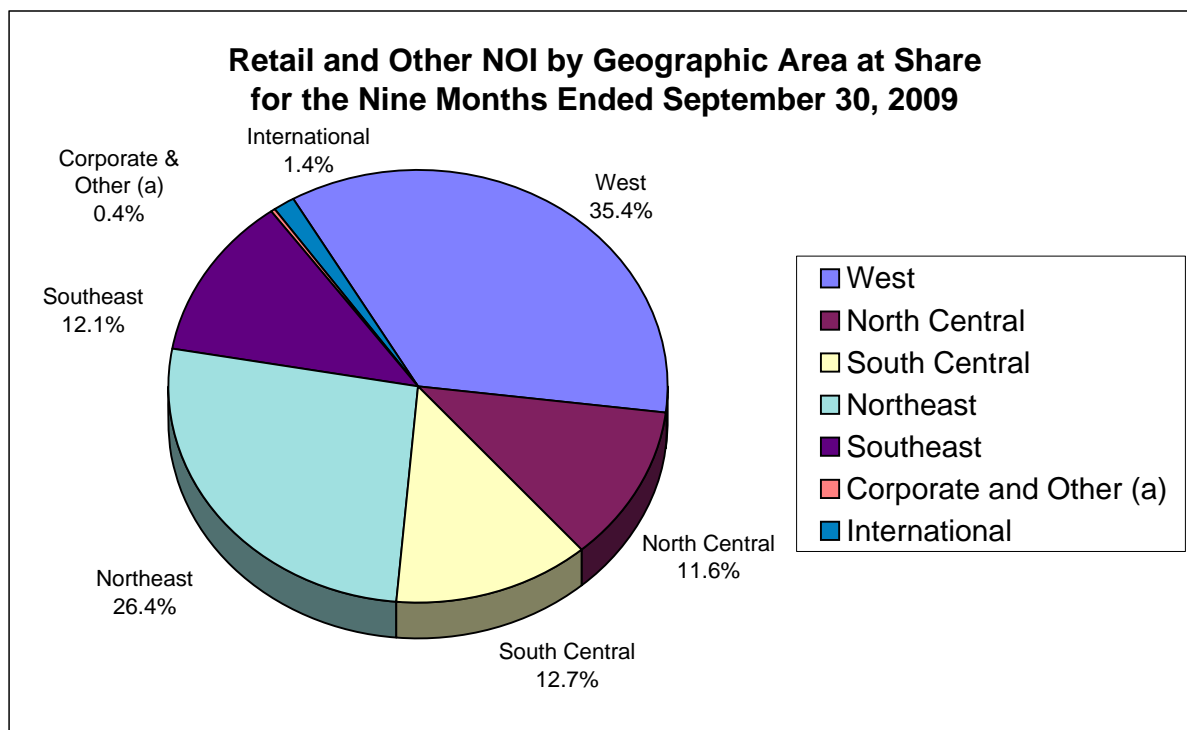 Retail and Other NOI by Geographic Area at Share
for the Nine Months Ended September 30, 2009
International
1.4%
Corporate &
Other (a)
0.4%
West
35.4%
Southeast
12.1%
North Central
11.6%
Northeast
26.4%
South Central
12.7%
West
North Central
South Central
Northeast
Southeast
Corporate and Other (a)
International